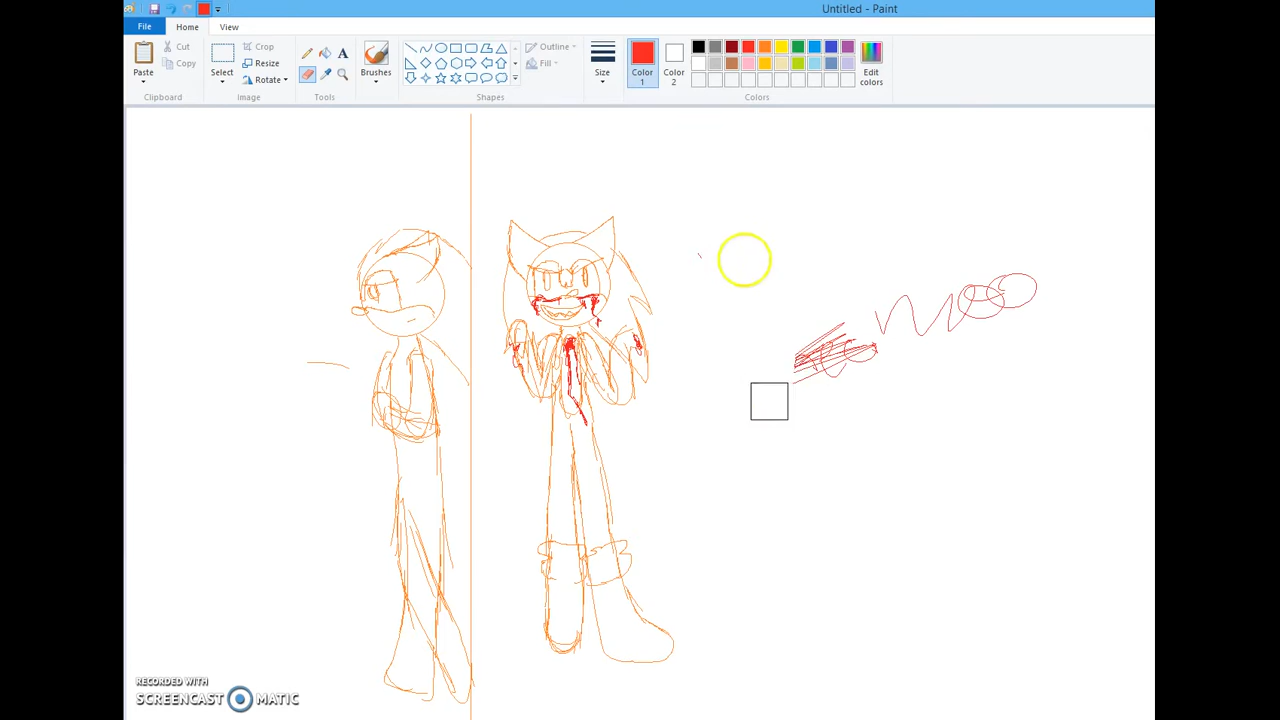 Untitled - Paint
File Home View
Paste Cut Copy Select Crop Resize Rotate A Brushes Outline Fill Size Color 1 Color 2 Edit colors
Clipboard Image Tools Shapes Colors
RECORDED WITH
SCREENCAST MATIC